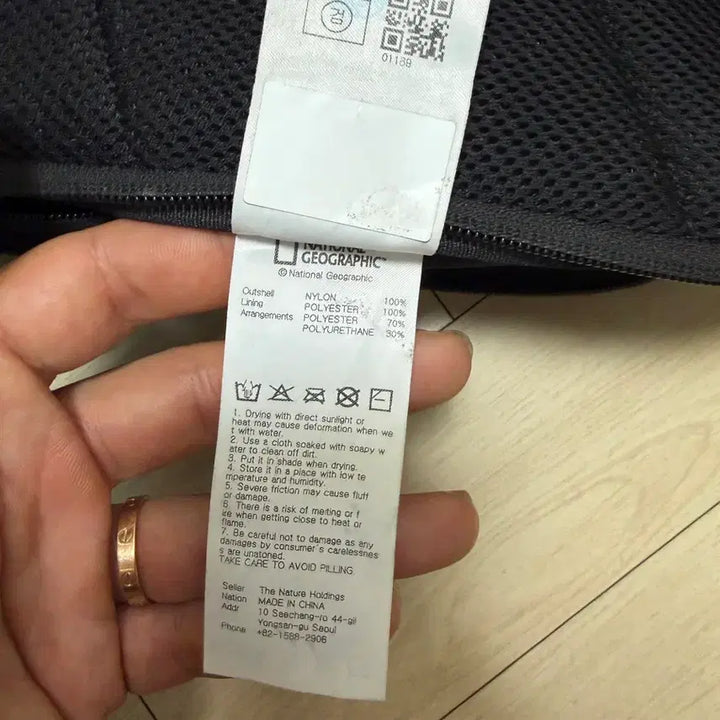 01189
NATIONAL
GEOGRAPHIC™
© National Geographic
Outshell NYLON 100%
Lining POLYESTER 100%
Arrangements POLYESTER 70%
POLYURETHANE 30%
1. Drying with direct sunlight or
heat may cause deformation when we
t with water.
2. Use a cloth soaked with soapy w
ater to clean off dirt.
3. Put it in shade when drying.
4. Store it in a place with low te
mperature and humidity.
5. Severe friction may cause fluff
or damage.
6. There is a risk of melting or f
ire when getting close to heat or
flame.
7. Be careful not to damage as any
damages by consumer's carelessnes
s are unatoned.
TAKE CARE TO AVOID PILLING
Seller The Nature Holdings
Nation MADE IN CHINA
Addr 10 Saechang-ro 44-gil
Yongsan-gu Seoul
Phone +82-1588-2906